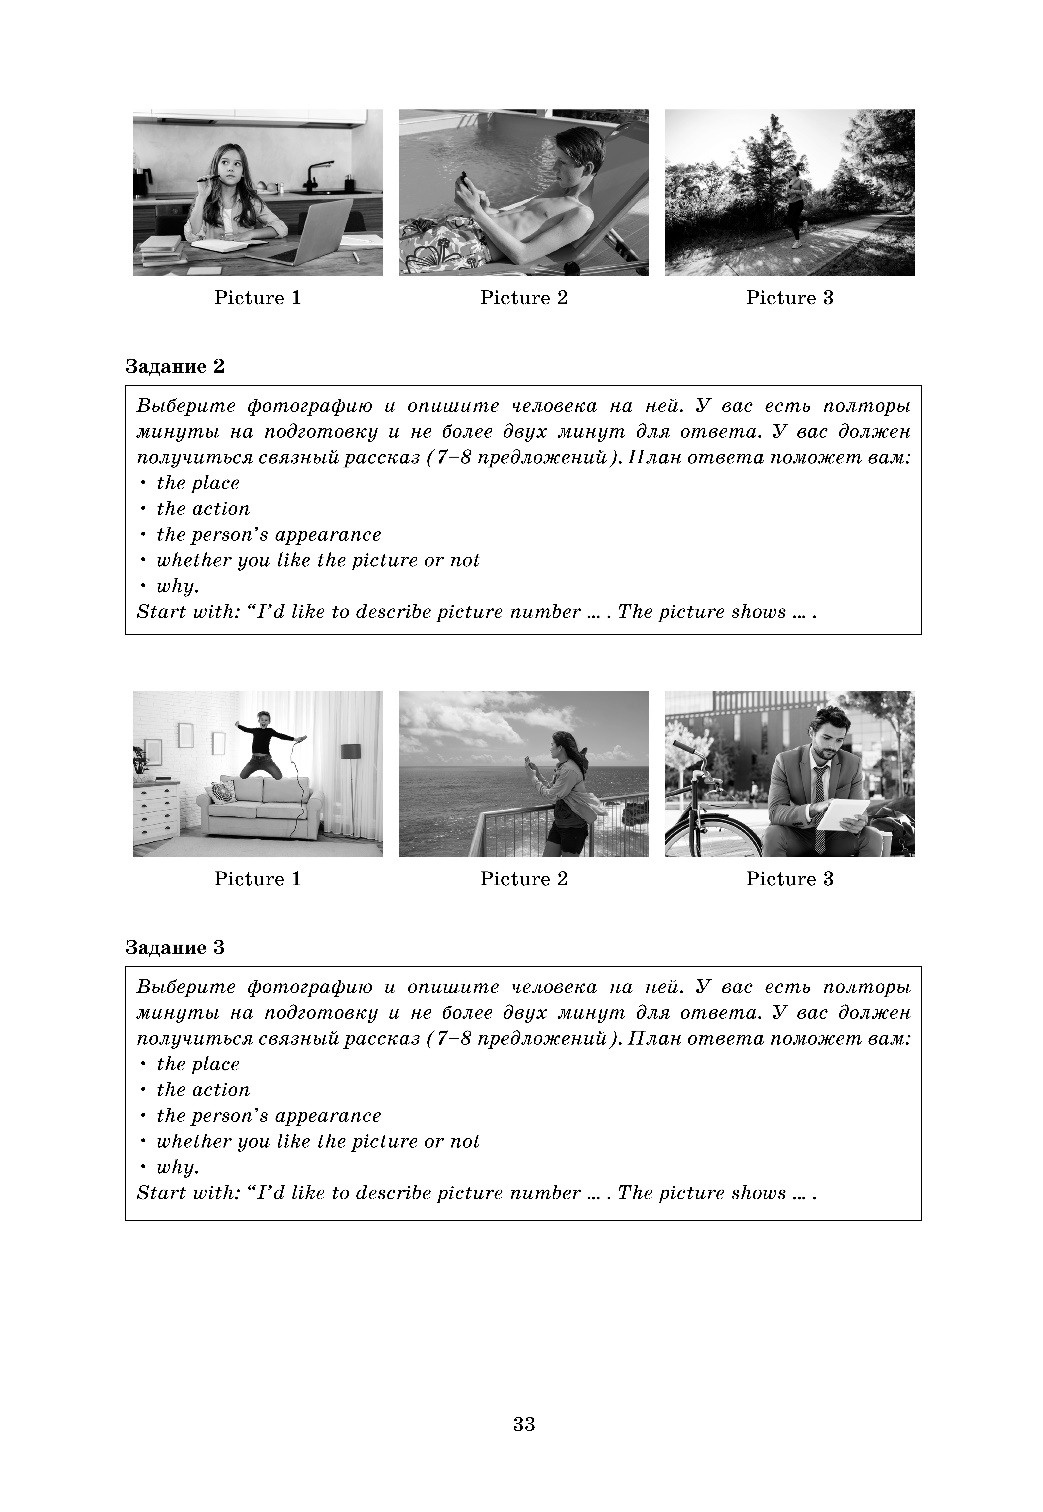 Picture 1
Picture 2
Picture 3
Задание 2
Выберите фотографию и опишите человека на ней. У вас есть полторы
минуты на подготовку и не более двух минут для ответа. У вас должен
получиться связный рассказ (7–8 предложений). План ответа поможет вам:
• the place
• the action
• the person's appearance
• whether you like the picture or not
• why.
Start with: “I'd like to describe picture number ... . The picture shows ... .
Picture 1
Picture 2
Picture 3
Задание 3
Выберите фотографию и опишите человека на ней. У вас есть полторы
минуты на подготовку и не более двух минут для ответа. У вас должен
получиться связный рассказ (7–8 предложений). План ответа поможет вам:
• the place
• the action
• the person's appearance
• whether you like the picture or not
• why.
Start with: “I'd like to describe picture number ... . The picture shows ... .
33